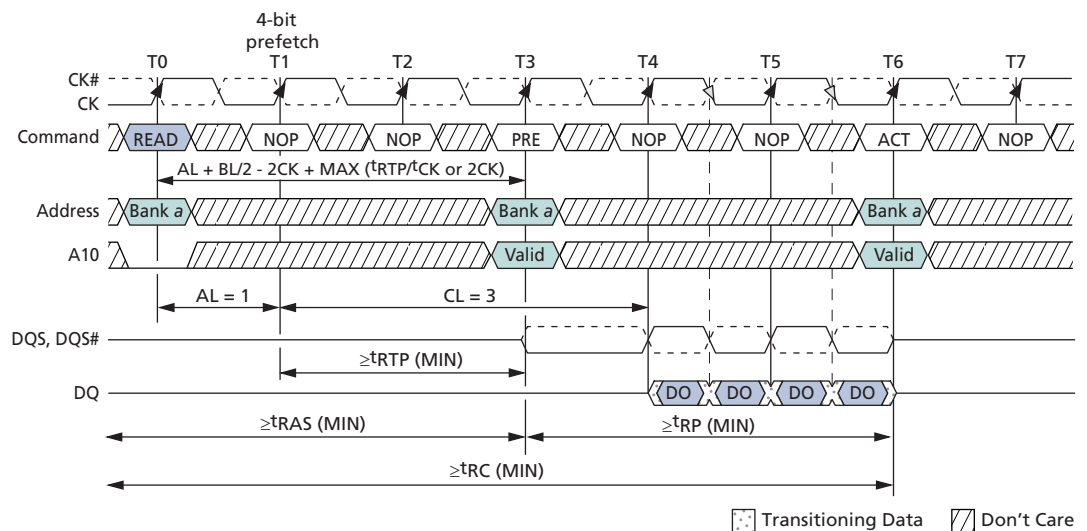 4-bit
prefetch
T0 T1 T2 T3 T4 T5 T6 T7
CK#
CK
Command READ NOP NOP PRE NOP NOP ACT NOP
AL + BL/2 - 2CK + MAX (tRTP/tCK or 2CK)
Address Bank a Bank a Bank a
A10 Valid Valid
AL = 1 CL = 3
DQS, DQS#
≥tRTP (MIN)
DQ DO DO DO DO
≥tRAS (MIN) ≥tRP (MIN)
≥tRC (MIN)
Transitioning Data Don't Care